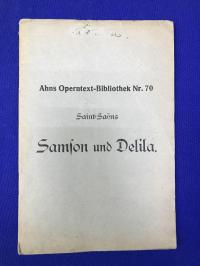 Ahns Operntext-Bibliothek Nr. 70
Saint-Saëns
Samson und Delila.